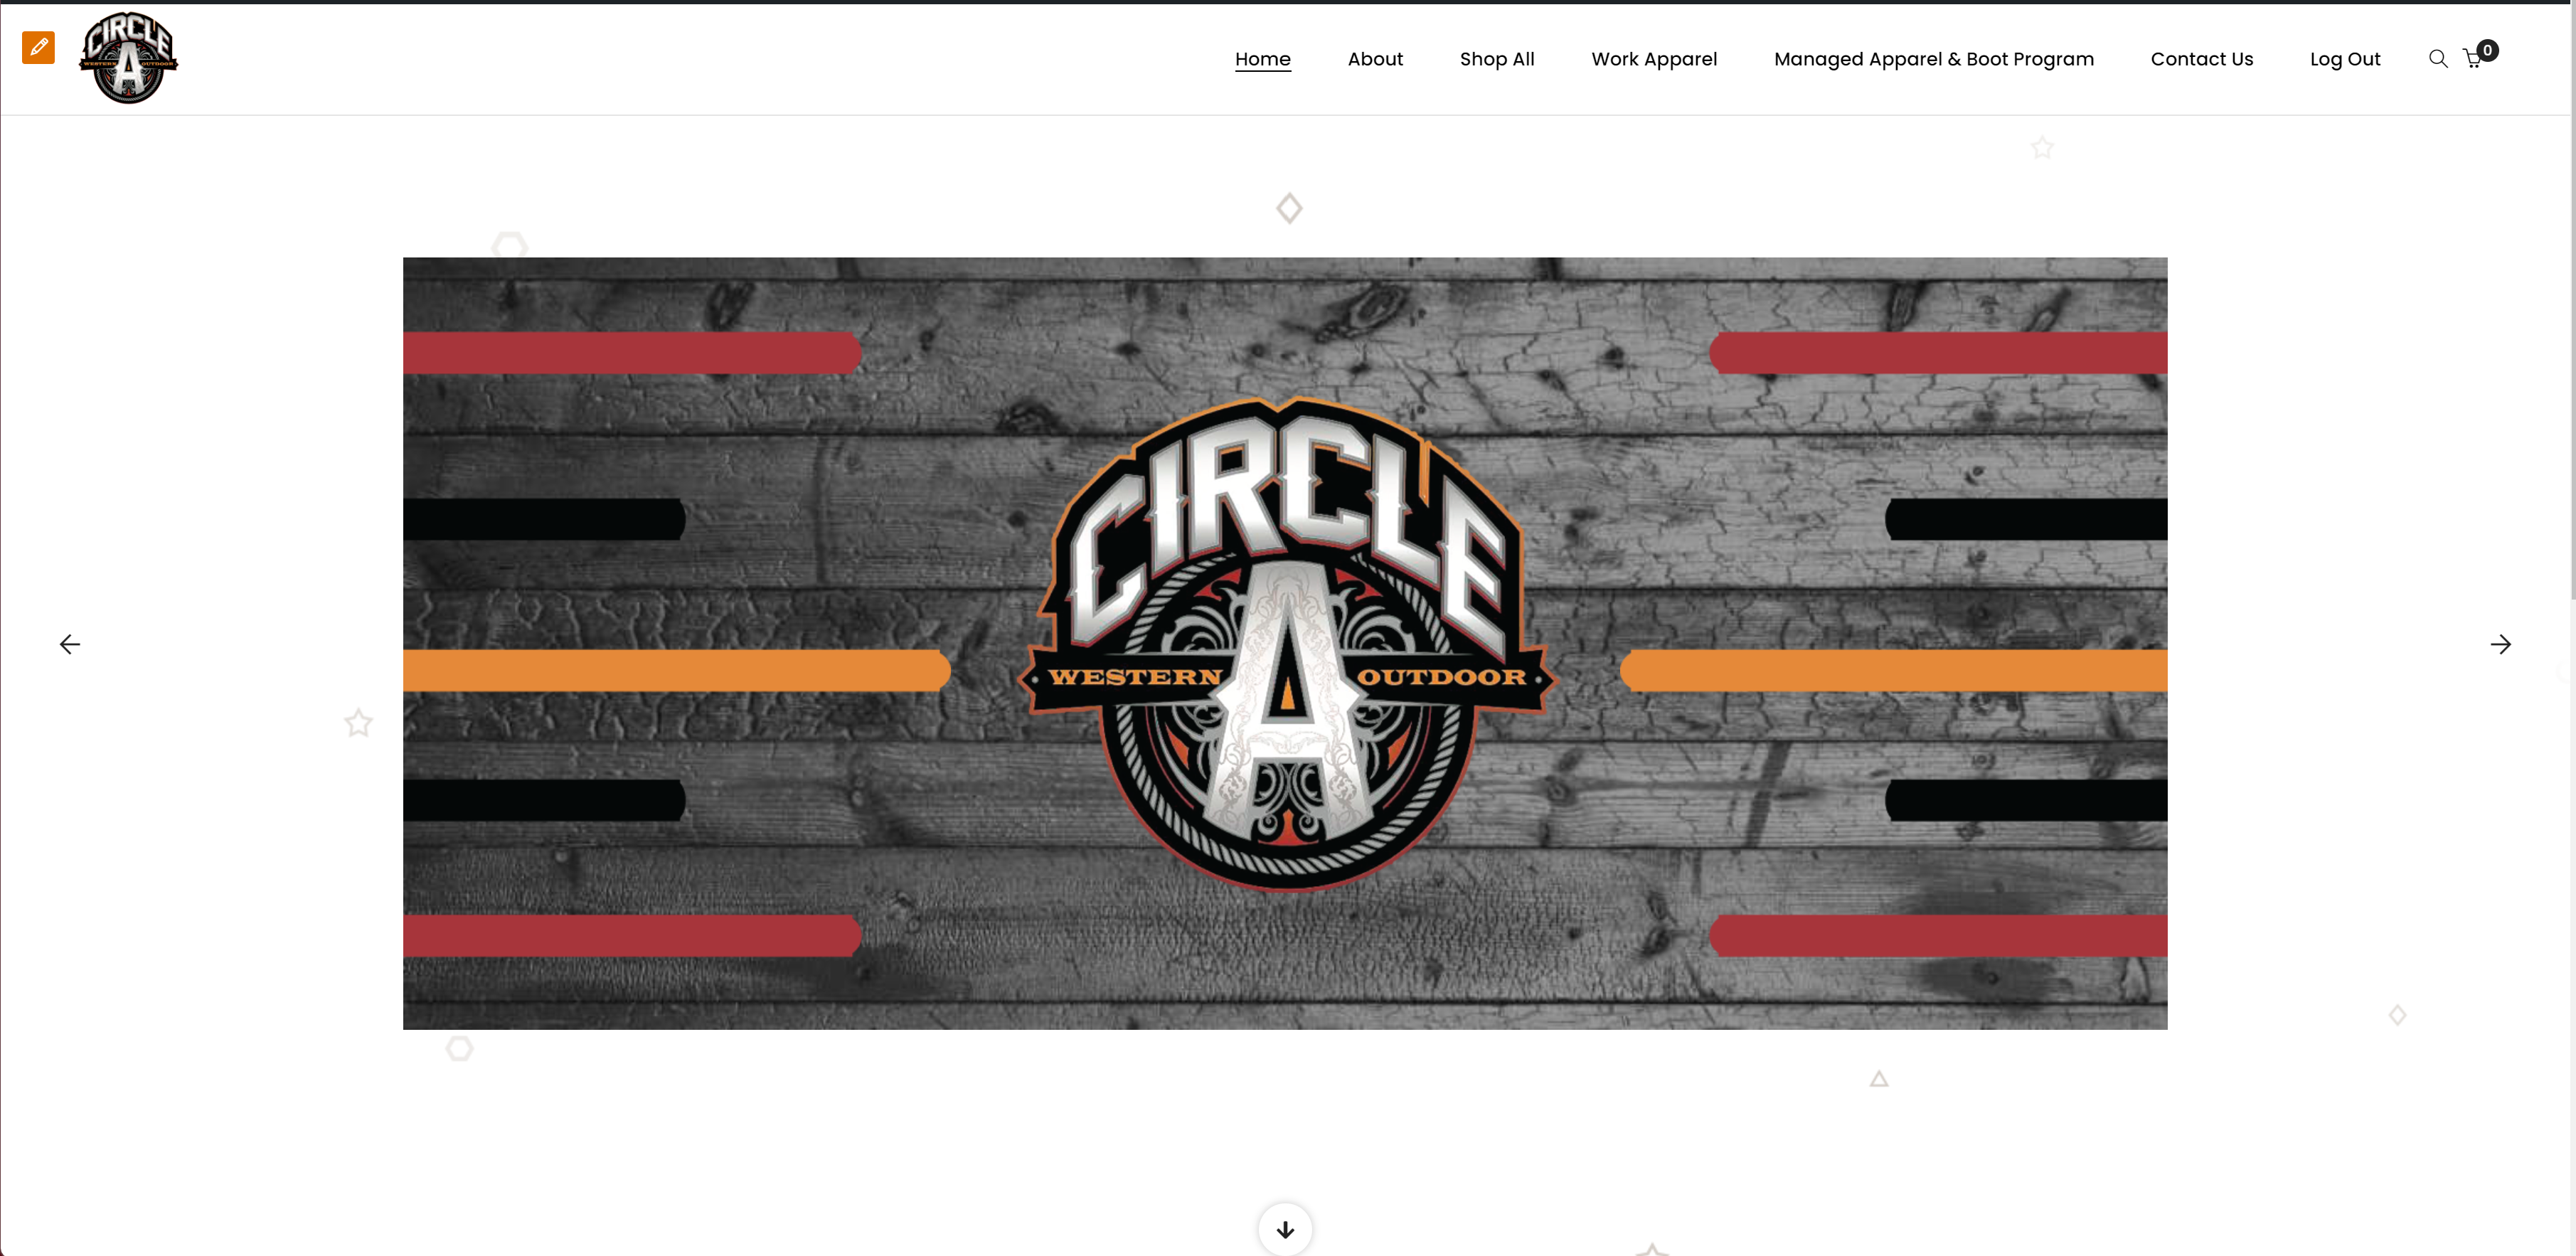 CIRCLE
WESTERN A OUTDOOR
Home About Shop All Work Apparel Managed Apparel & Boot Program Contact Us Log Out 0
CIRCLE
WESTERN A OUTDOOR